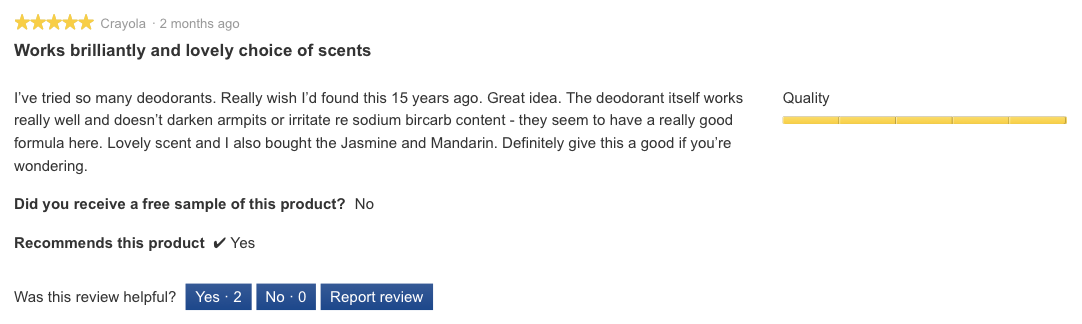 ★★★★★ Crayola · 2 months ago
Works brilliantly and lovely choice of scents
I've tried so many deodorants. Really wish I'd found this 15 years ago. Great idea. The deodorant itself works
really well and doesn't darken armpits or irritate re sodium bircarb content - they seem to have a really good
formula here. Lovely scent and I also bought the Jasmine and Mandarin. Definitely give this a good if you're
wondering.
Quality
Did you receive a free sample of this product? No
Recommends this product ✔ Yes
Was this review helpful? Yes · 2 No · 0 Report review